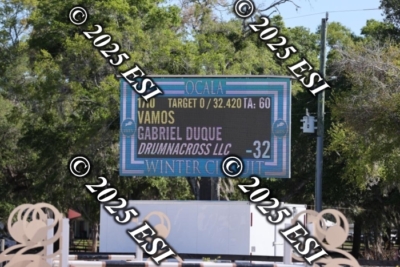 OCALA
1710 TARGET 0 / 32.420 TA: 60
VAMOS
GABRIEL DUQUE
DRUMNACROSS LLC -32
WINTER CIRCUIT
© 2025 ESI
© 2025 ESI
© 2025 ESI
© 2025 ESI